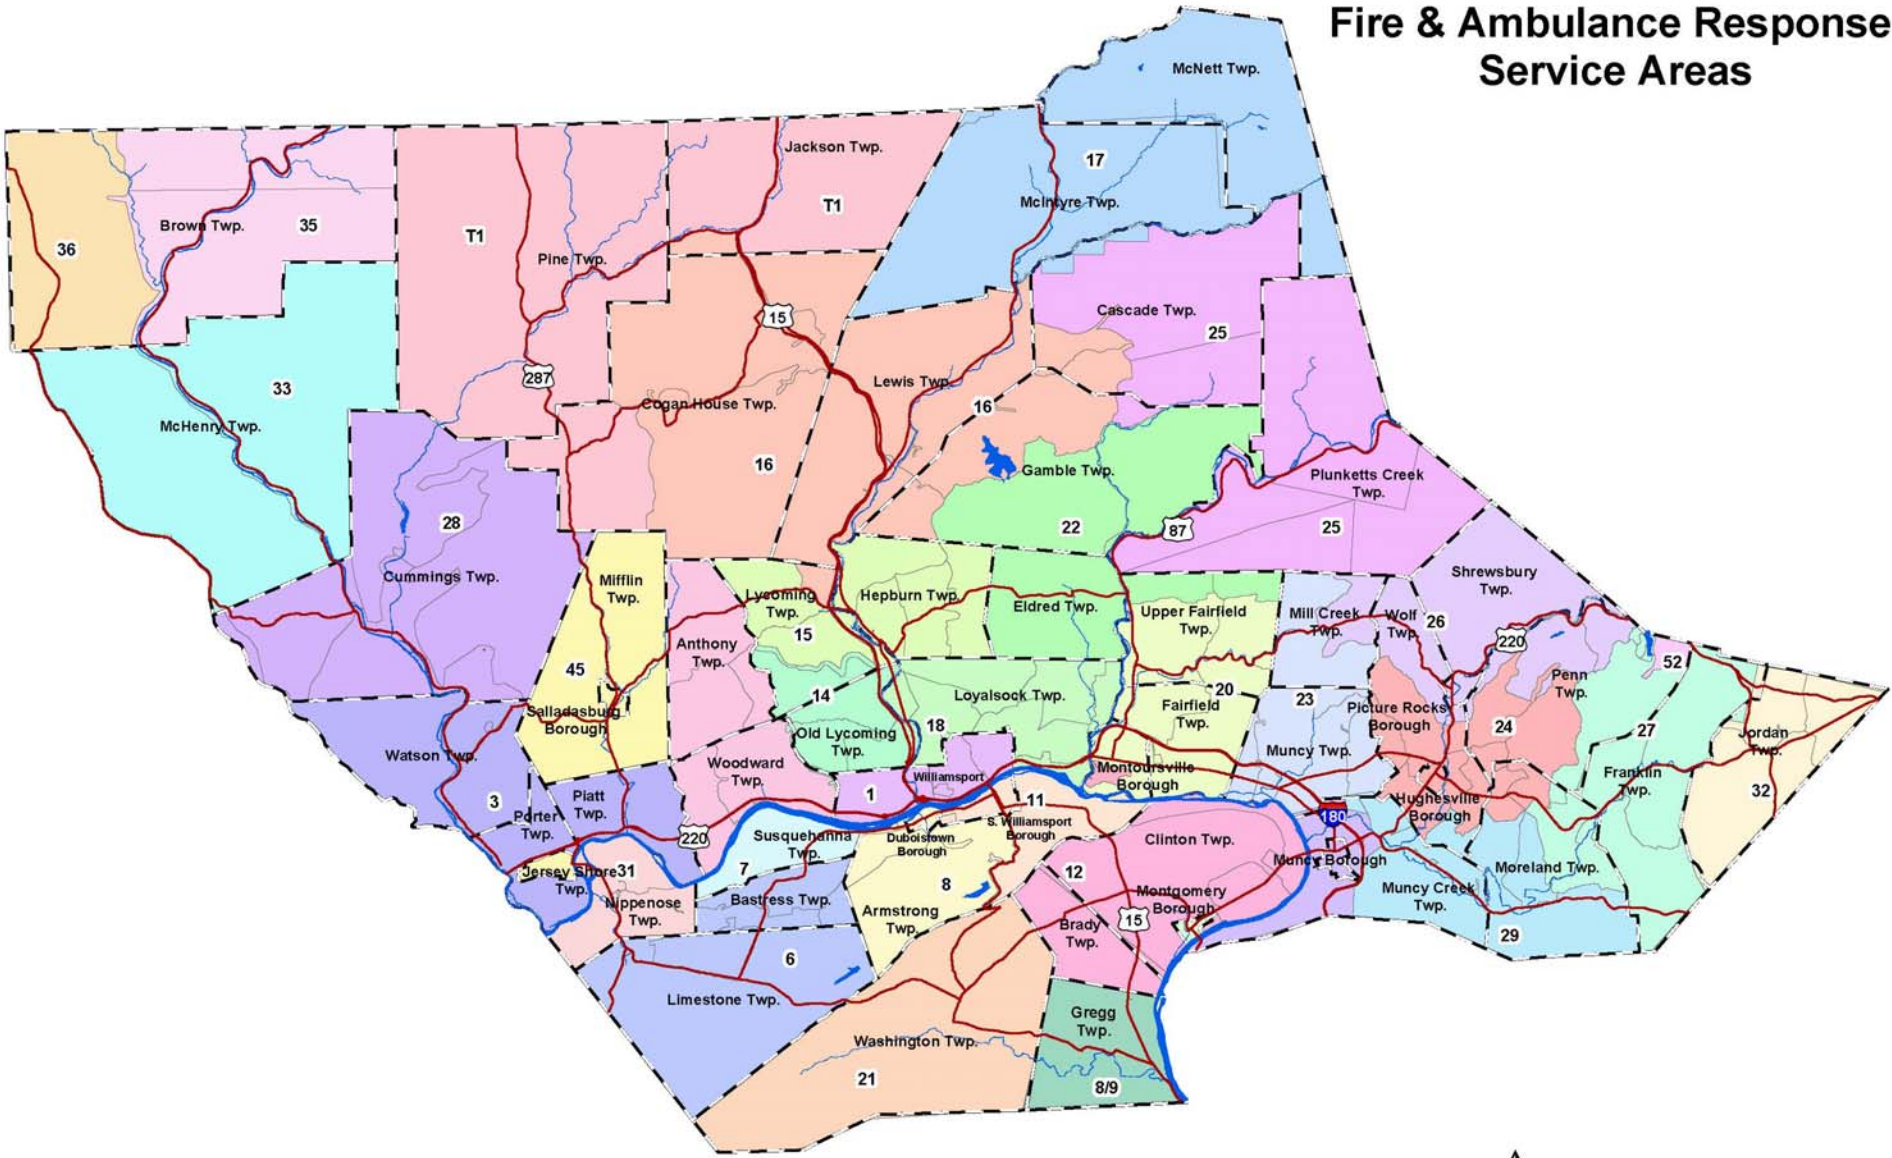 Fire & Ambulance Response
Service Areas
McNett Twp.
Jackson Twp.
17
T1
McIntyre Twp.
Brown Twp.
35
36
T1
Pine Twp.
Cascade Twp.
25
15
33
287
Lewis Twp.
Cogan House Twp.
16
McHenry Twp.
16
Gamble Twp.
Plunketts Creek
Twp.
28
22
87
25
Cummings Twp.
Mifflin
Twp.
Lycoming
Twp.
15
Hepburn Twp.
Eldred Twp.
Upper Fairfield
Twp.
Mill Creek
Twp.
Wolf
Twp.
26
Shrewsbury
Twp.
220
Anthony
Twp.
45
52
Penn
Twp.
14
Loyalsock Twp.
20
23
Salladasburg
Borough
18
Fairfield
Twp.
Picture Rocks
Borough
24
27
Jordan
Twp.
Old Lycoming
Twp.
Muncy Twp.
Watson Twp.
Woodward
Twp.
Williamsport
Montoursville
Borough
Franklin
Twp.
32
3
Piatt
Twp.
1
11
Hughesville
Borough
Porter
Twp.
S. Williamsport
Borough
180
220
Susquehanna
Twp.
Duboistown
Borough
Clinton Twp.
Muncy Borough
Moreland Twp.
Jersey Shore
Twp.
31
7
8
12
Muncy Creek
Twp.
Nippenose
Twp.
Bastress Twp.
Armstrong
Twp.
Montgomery
Borough
15
Brady
Twp.
29
6
Limestone Twp.
Gregg
Twp.
Washington Twp.
21
8/9